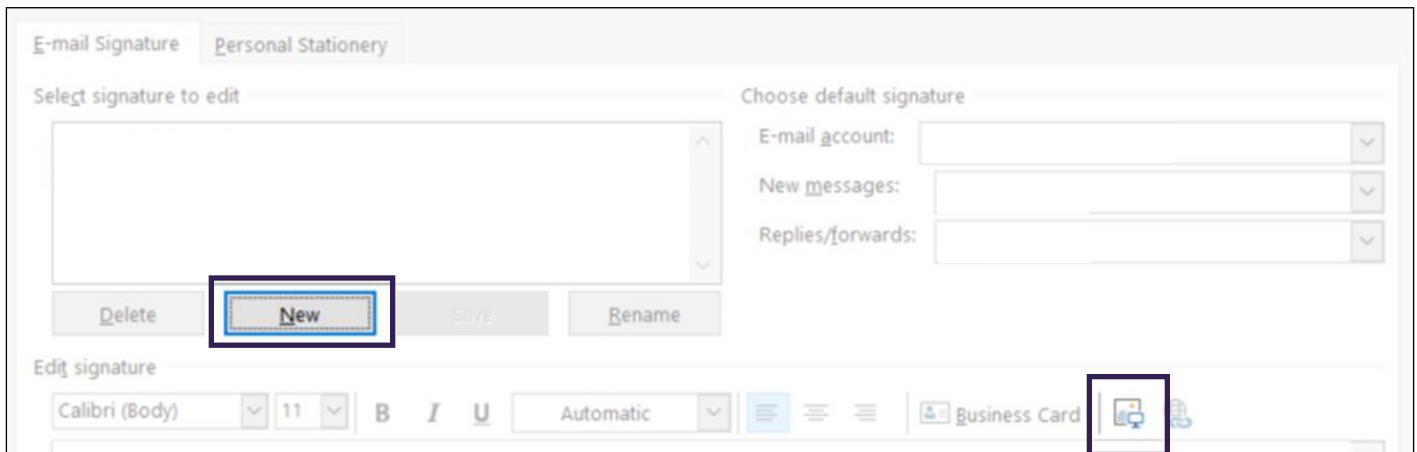 E-mail Signature Personal Stationery
Select signature to edit
Choose default signature
E-mail account:
New messages:
Replies/forwards:
Delete New Save Rename
Edit signature
Calibri (Body) 11 B I U Automatic Business Card